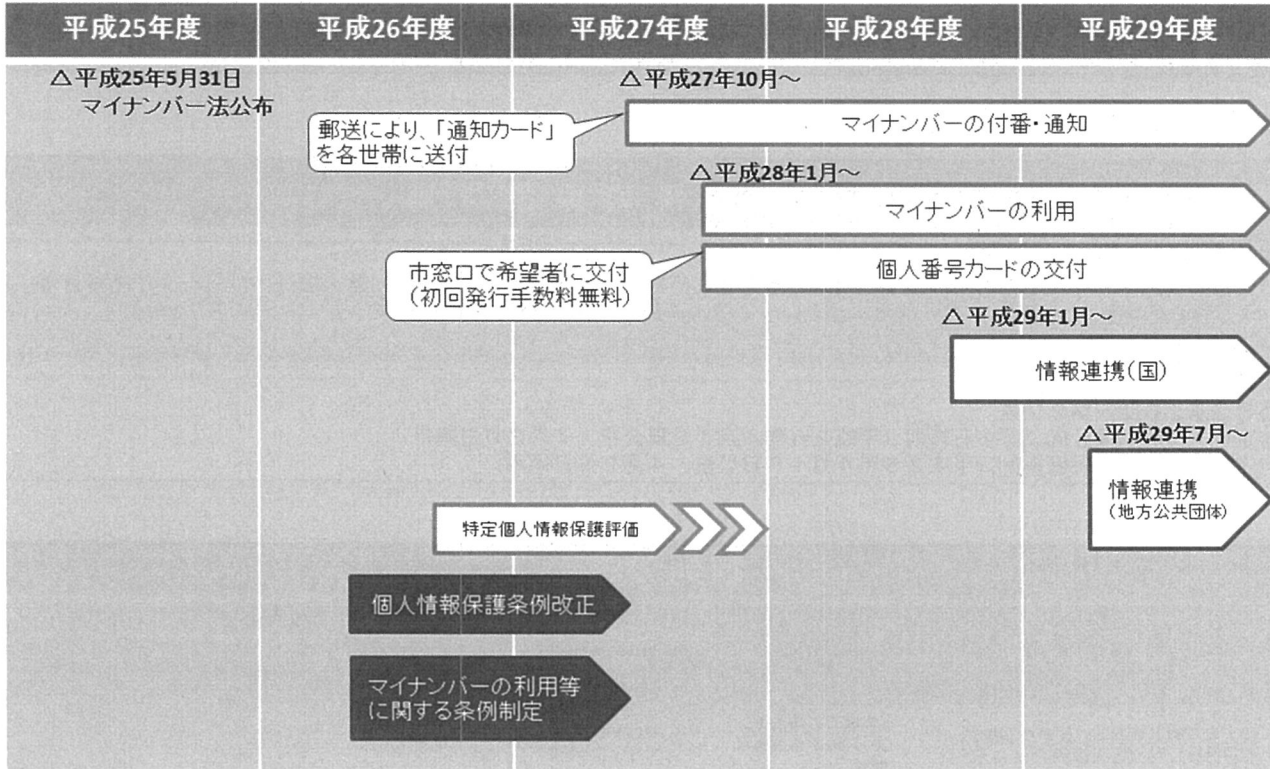 平成25年度
平成26年度
平成27年度
平成28年度
平成29年度
△平成25年5月31日
マイナンバー法公布
△平成27年10月～
郵送により、「通知カード」
を各世帯に送付
マイナンバーの付番・通知
△平成28年1月～
マイナンバーの利用
市窓口で希望者に交付
（初回発行手数料無料）
個人番号カードの交付
△平成29年1月～
情報連携（国）
△平成29年7月～
情報連携
（地方公共団体）
特定個人情報保護評価
個人情報保護条例改正
マイナンバーの利用等
に関する条例制定